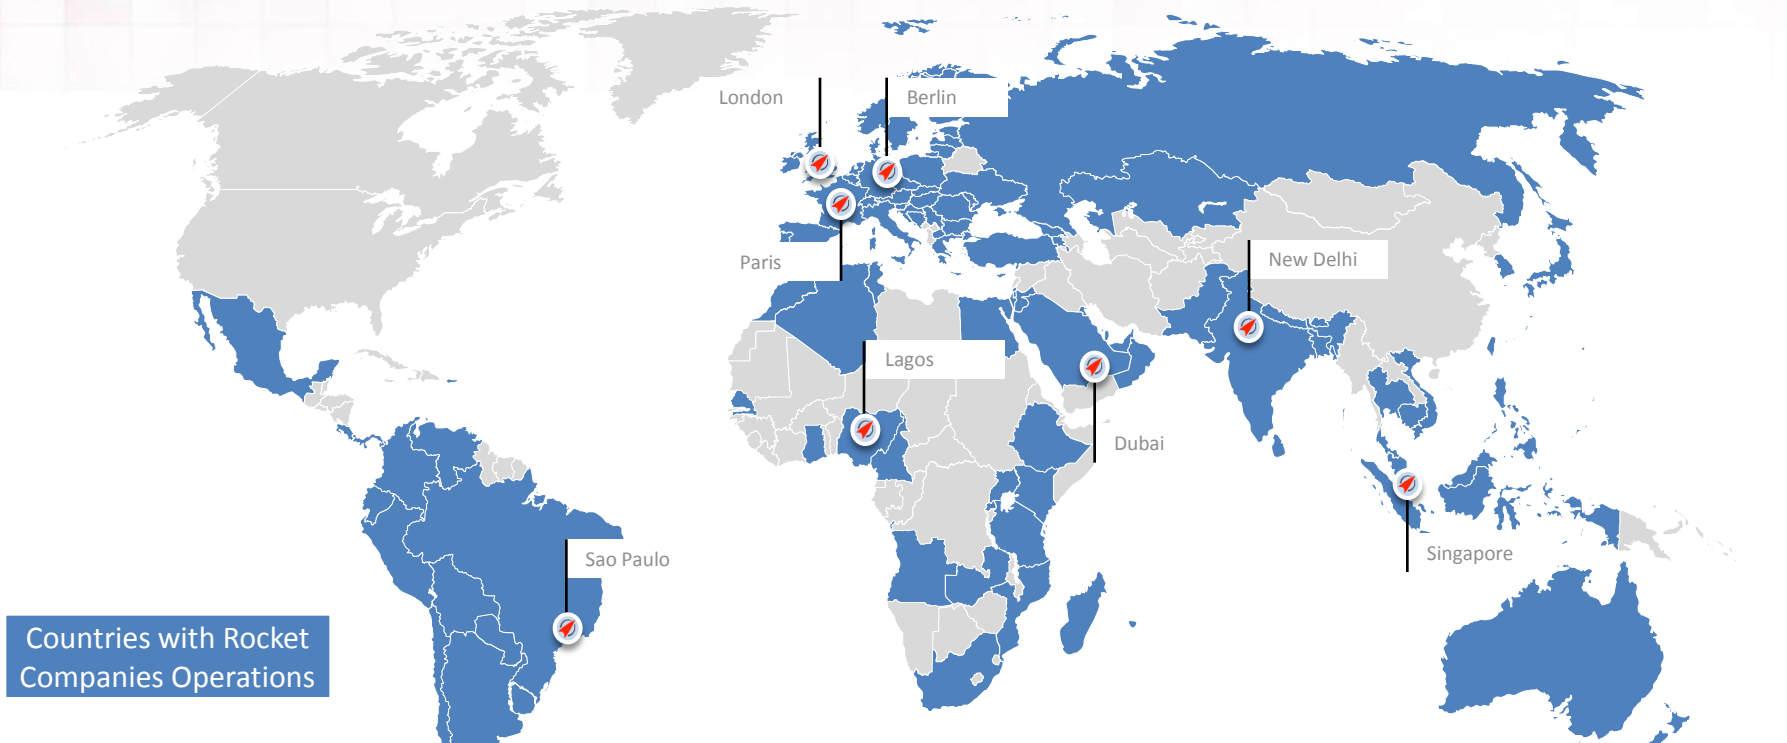 London
Berlin
Paris
New Delhi
Lagos
Dubai
Sao Paulo
Singapore
Countries with Rocket
Companies Operations